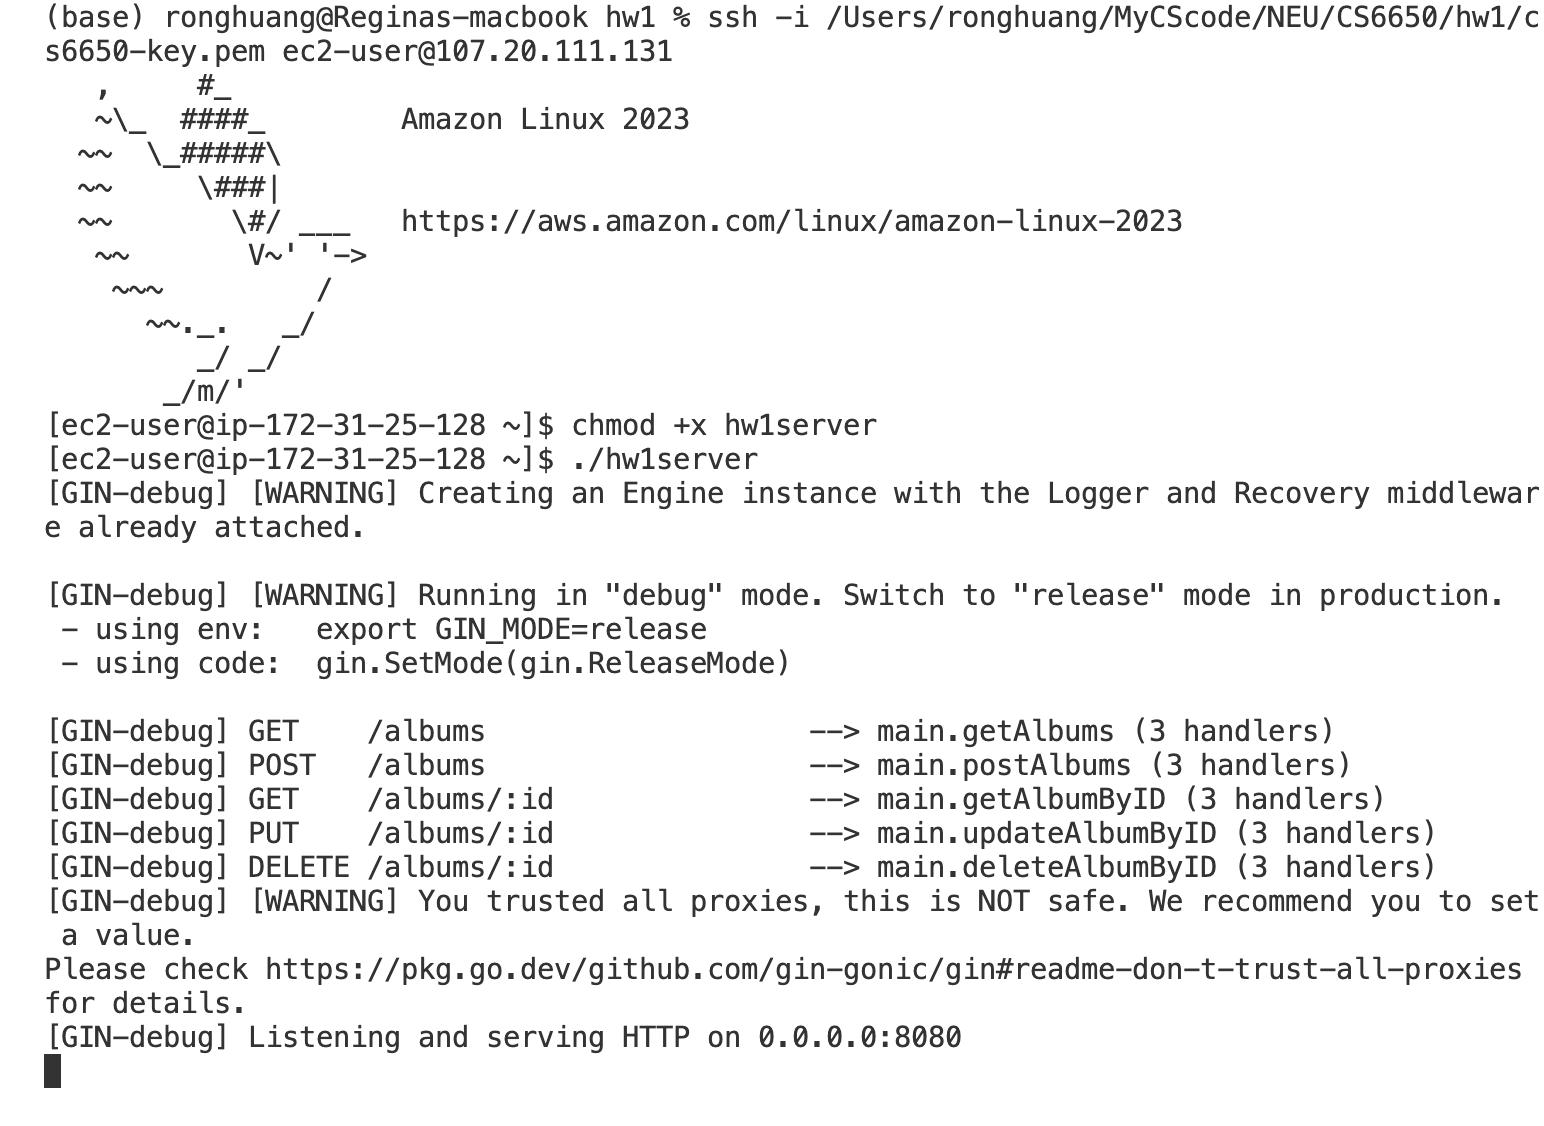 (base) ronghuang@Reginas-macbook hw1 % ssh -i /Users/ronghuang/MyCScode/NEU/CS6650/hw1/c
s6650-key.pem ec2-user@107.20.111.131
   ,     #_
   ~\_  ####_        Amazon Linux 2023
  ~~  \_#####\
  ~~     \###|
  ~~       \#/ ___   https://aws.amazon.com/linux/amazon-linux-2023
   ~~       V~' '->
    ~~~         /
      ~~._.   _/
         _/ _/
       _/m/'
[ec2-user@ip-172-31-25-128 ~]$ chmod +x hw1server
[ec2-user@ip-172-31-25-128 ~]$ ./hw1server
[GIN-debug] [WARNING] Creating an Engine instance with the Logger and Recovery middlewar
e already attached.

[GIN-debug] [WARNING] Running in "debug" mode. Switch to "release" mode in production.
 - using env:   export GIN_MODE=release
 - using code:  gin.SetMode(gin.ReleaseMode)

[GIN-debug] GET    /albums                   --> main.getAlbums (3 handlers)
[GIN-debug] POST   /albums                   --> main.postAlbums (3 handlers)
[GIN-debug] GET    /albums/:id               --> main.getAlbumByID (3 handlers)
[GIN-debug] PUT    /albums/:id               --> main.updateAlbumByID (3 handlers)
[GIN-debug] DELETE /albums/:id               --> main.deleteAlbumByID (3 handlers)
[GIN-debug] [WARNING] You trusted all proxies, this is NOT safe. We recommend you to set
 a value.
Please check https://pkg.go.dev/github.com/gin-gonic/gin#readme-don-t-trust-all-proxies
for details.
[GIN-debug] Listening and serving HTTP on 0.0.0.0:8080